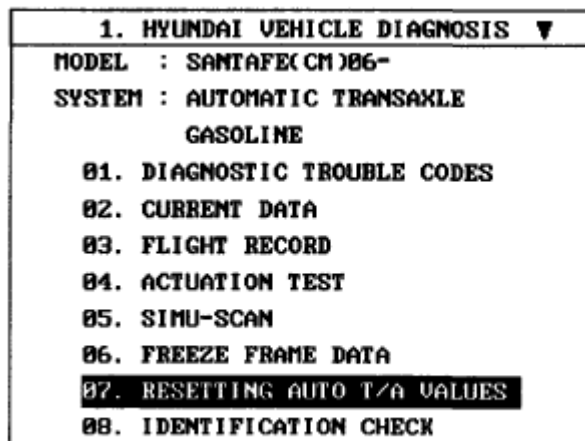 1. HYUNDAI VEHICLE DIAGNOSIS ▼
MODEL : SANTAFE(CM)06-
SYSTEM : AUTOMATIC TRANSAXLE
GASOLINE
01. DIAGNOSTIC TROUBLE CODES
02. CURRENT DATA
03. FLIGHT RECORD
04. ACTUATION TEST
05. SIMU-SCAN
06. FREEZE FRAME DATA
07. RESETTING AUTO T/A VALUES
08. IDENTIFICATION CHECK